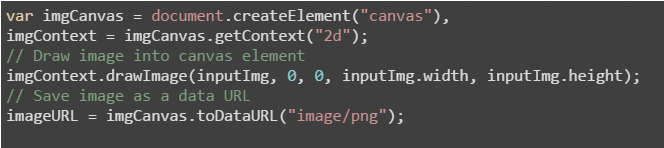 var imgCanvas = document.createElement("canvas"),
imgContext = imgCanvas.getContext("2d");
// Draw image into canvas element
imgContext.drawImage(inputImg, 0, 0, inputImg.width, inputImg.height);
// Save image as a data URL
imageURL = imgCanvas.toDataURL("image/png");